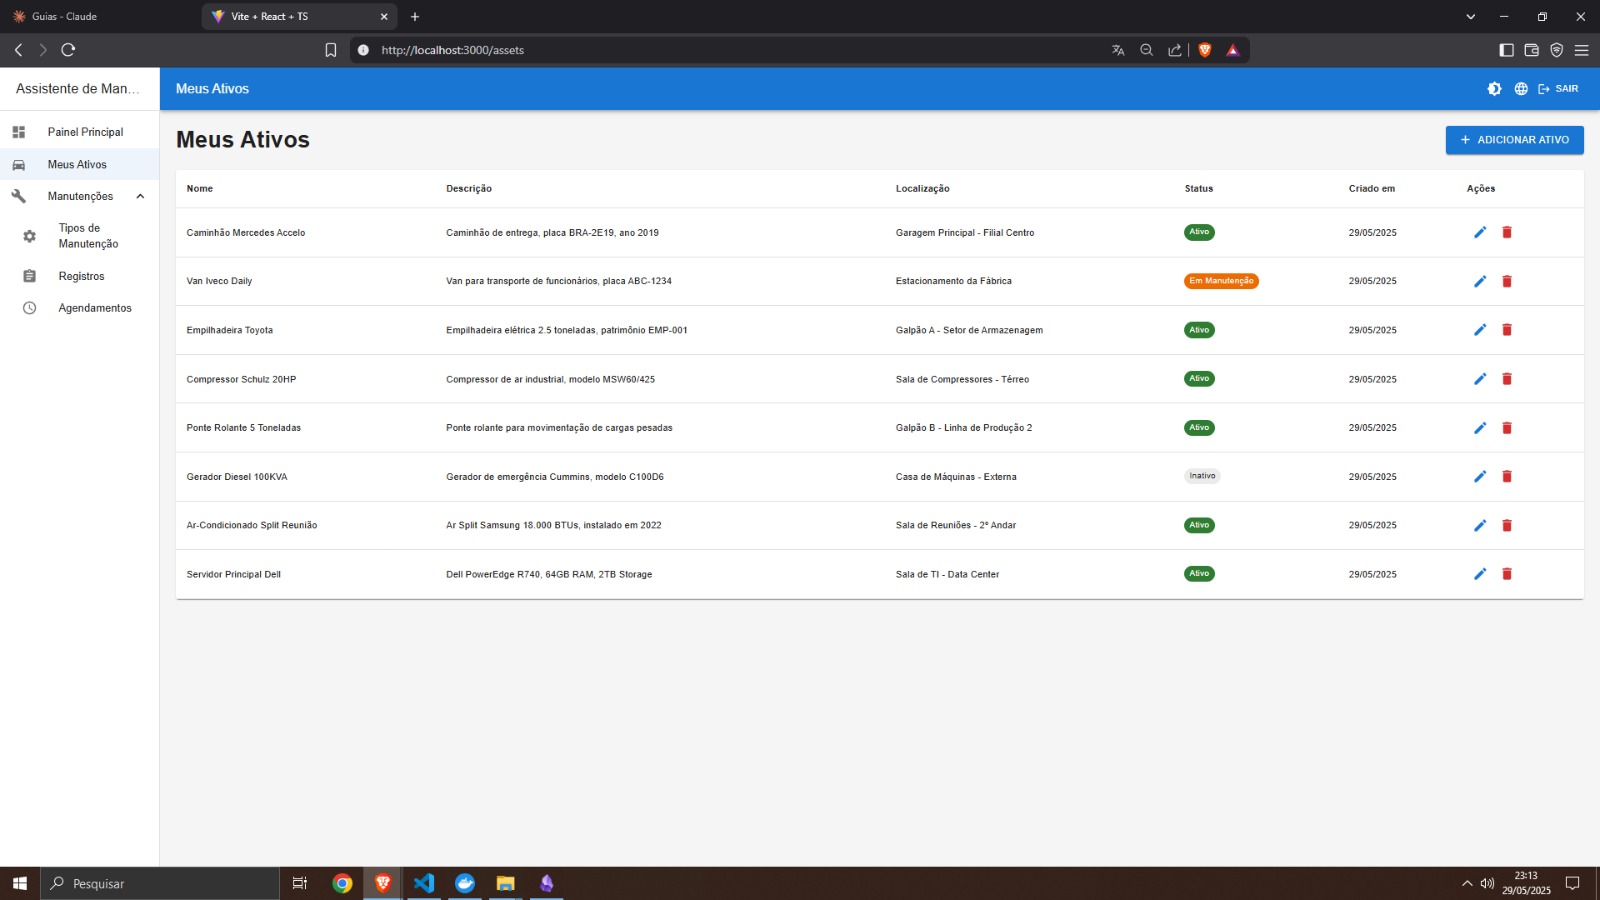 Guias - Claude
Vite + React + TS
http://localhost:3000/assets
Assistente de Man...
Meus Ativos
SAIR
Painel Principal
Meus Ativos
Manutenções
Tipos de
Manutenção
Registros
Agendamentos
Meus Ativos
ADICIONAR ATIVO
Nome Descrição Localização Status Criado em Ações
Caminhão Mercedes Accelo Caminhão de entrega, placa BRA-2E19, ano 2019 Garagem Principal - Filial Centro Ativo 29/05/2025
Van Iveco Daily Van para transporte de funcionários, placa ABC-1234 Estacionamento da Fábrica Em Manutenção 29/05/2025
Empilhadeira Toyota Empilhadeira elétrica 2.5 toneladas, patrimônio EMP-001 Galpão A - Setor de Armazenagem Ativo 29/05/2025
Compressor Schulz 20HP Compressor de ar industrial, modelo MSW60/425 Sala de Compressores - Térreo Ativo 29/05/2025
Ponte Rolante 5 Toneladas Ponte rolante para movimentação de cargas pesadas Galpão B - Linha de Produção 2 Ativo 29/05/2025
Gerador Diesel 100KVA Gerador de emergência Cummins, modelo C100D6 Casa de Máquinas - Externa Inativo 29/05/2025
Ar-Condicionado Split Reunião Ar Split Samsung 18.000 BTUs, instalado em 2022 Sala de Reuniões - 2º Andar Ativo 29/05/2025
Servidor Principal Dell Dell PowerEdge R740, 64GB RAM, 2TB Storage Sala de TI - Data Center Ativo 29/05/2025
Pesquisar
23:13
29/05/2025